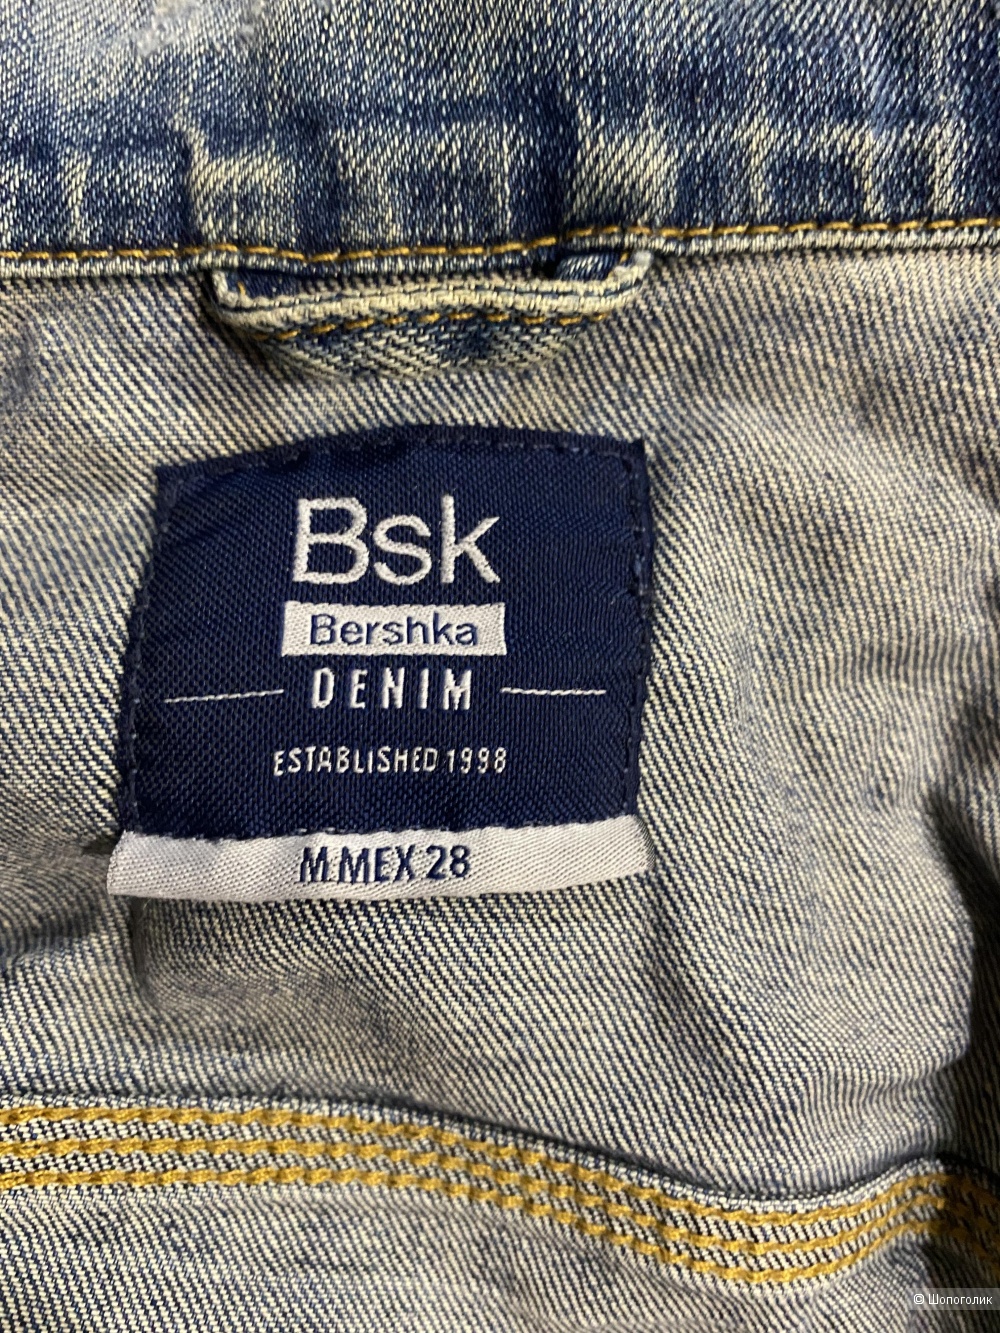 Bsk
Bershka
DENIM
ESTABLISHED 1998
M.MEX 28
© Шопоголик